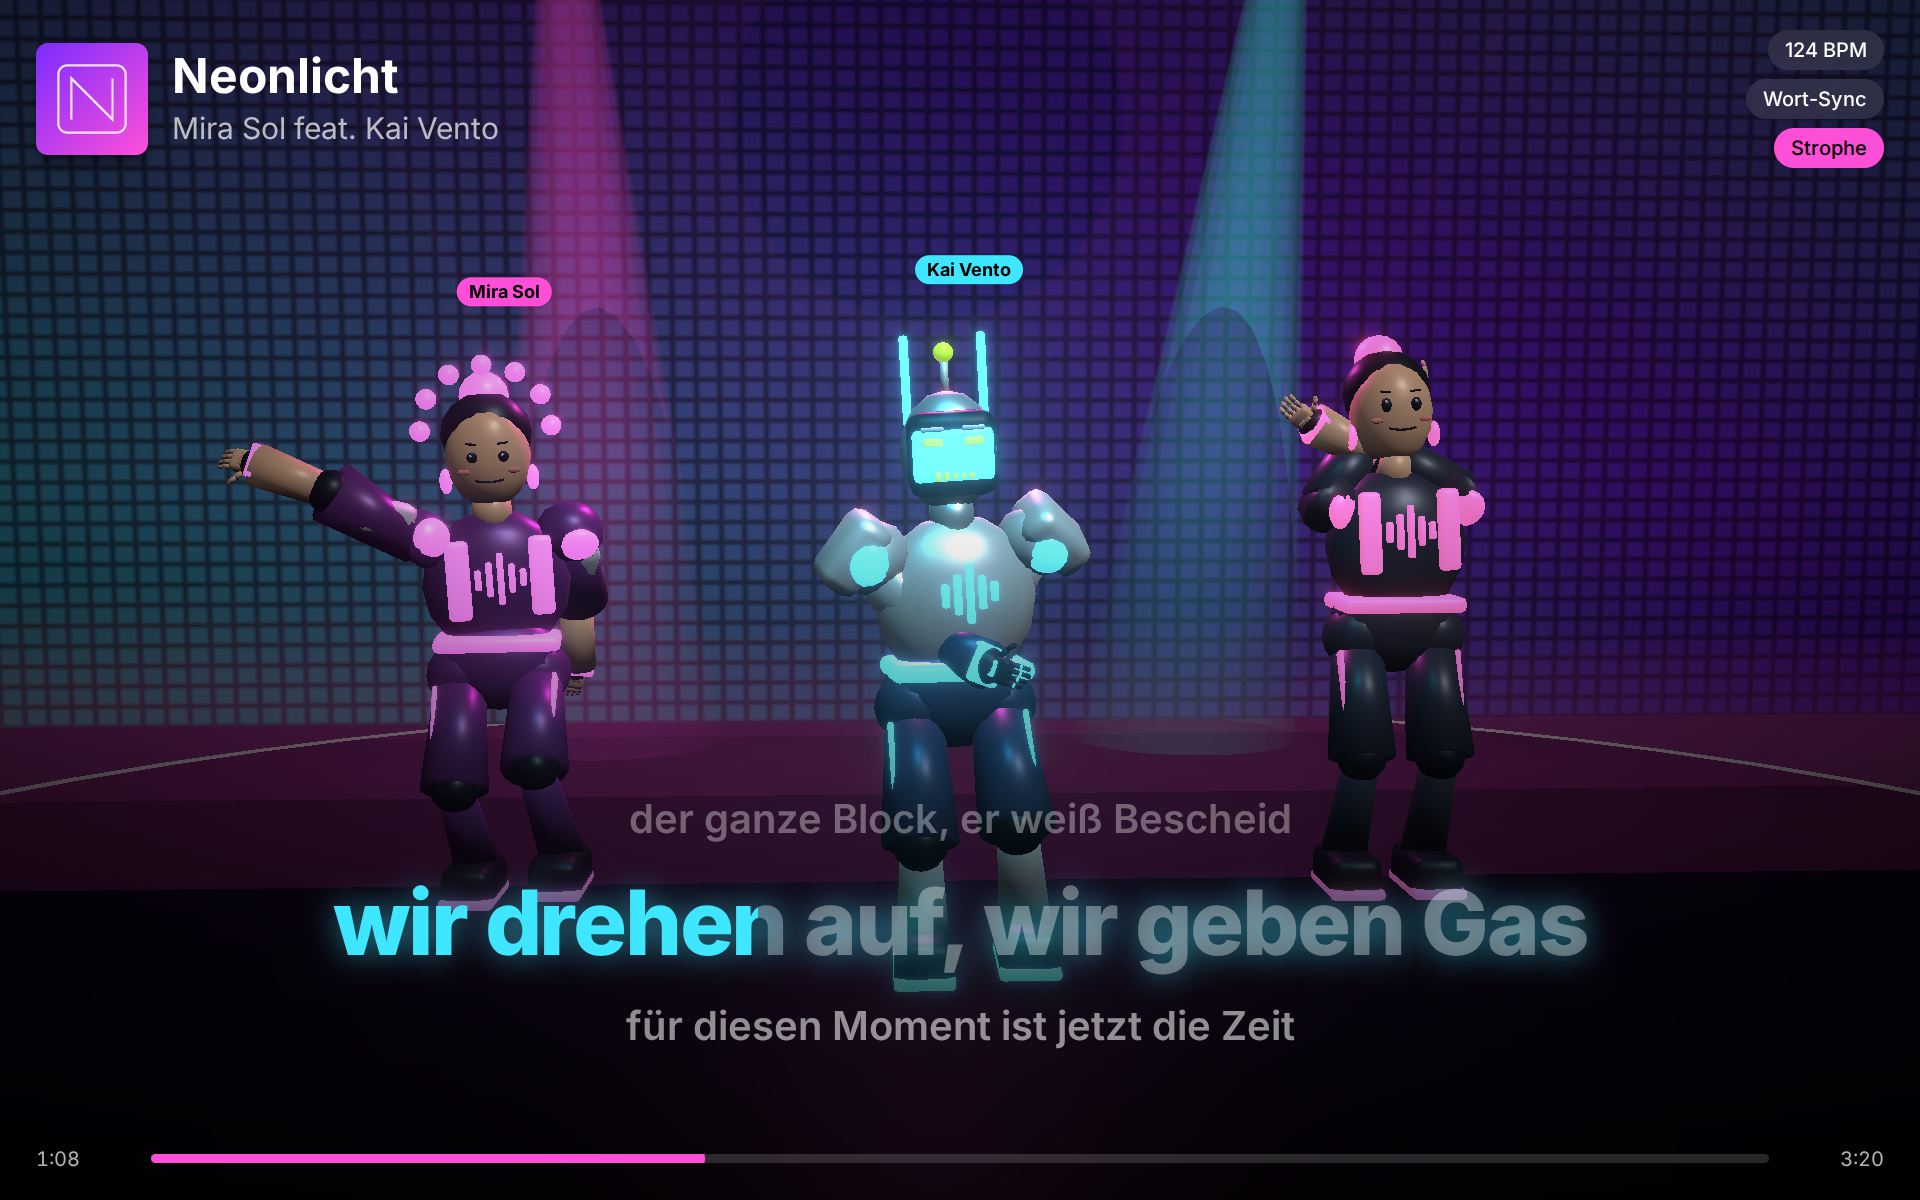 N
Neonlicht
Mira Sol feat. Kai Vento
124 BPM
Wort-Sync
Strophe
Kai Vento
Mira Sol
der ganze Block, er weiß Bescheid
wir drehen auf, wir geben Gas
für diesen Moment ist jetzt die Zeit
1:08
3:20